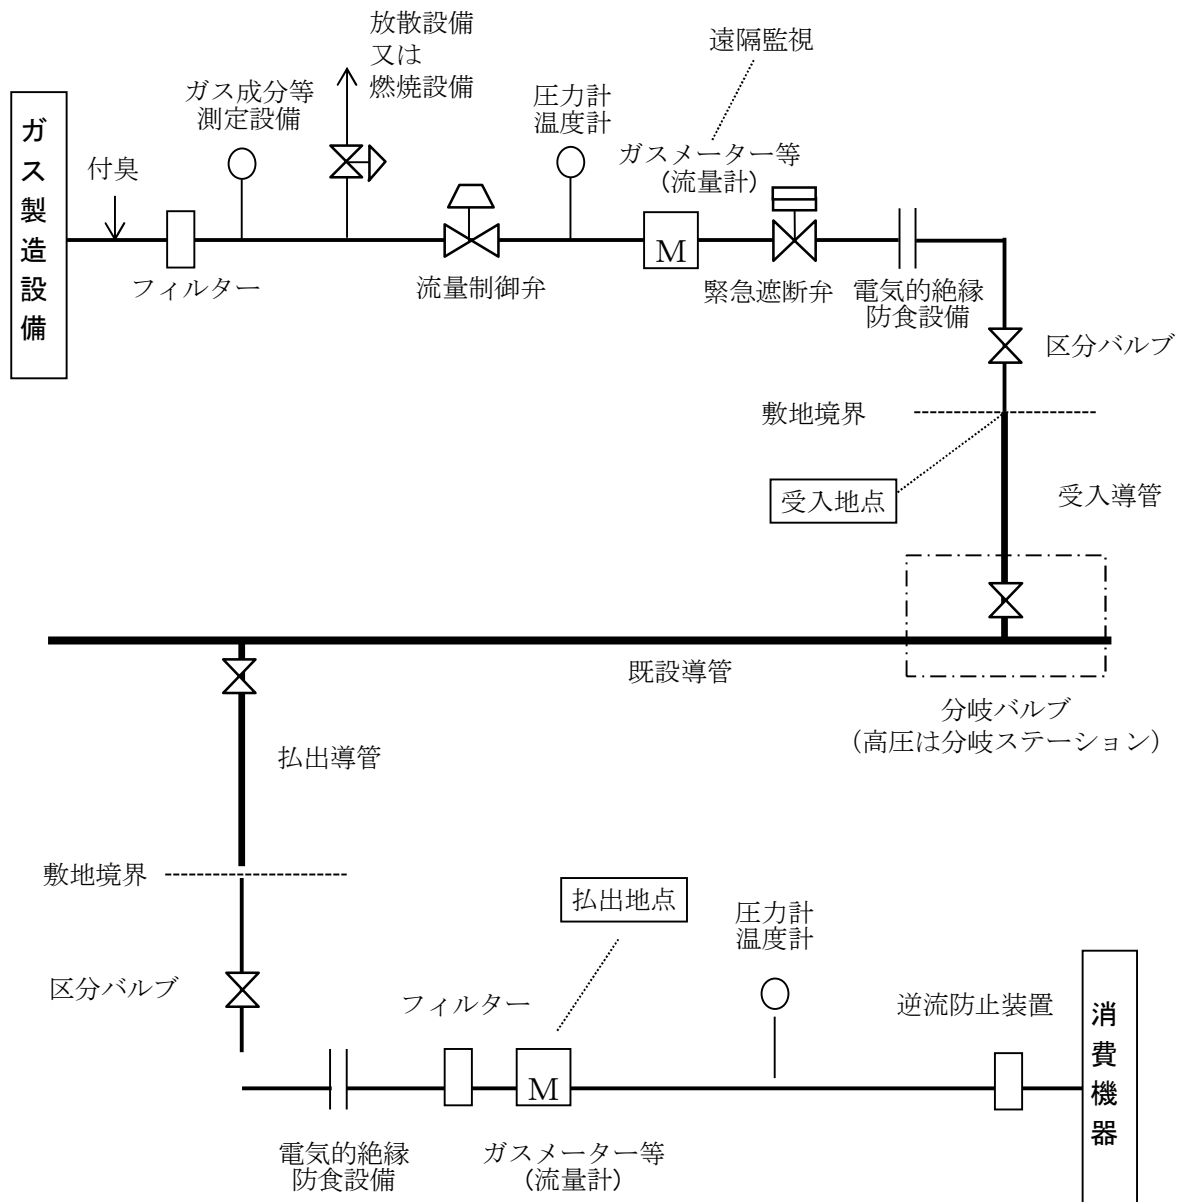 放散設備
又は
燃焼設備
遠隔監視
ガス成分等
測定設備
圧力計
温度計
ガス製造設備
付臭
ガスメーター等
(流量計)
M
フィルター
流量制御弁
緊急遮断弁
電気的絶縁
防食設備
区分バルブ
敷地境界
受入地点
受入導管
既設導管
分岐バルブ
(高圧は分岐ステーション)
払出導管
敷地境界
払出地点
圧力計
温度計
区分バルブ
フィルター
逆流防止装置
消費機器
M
電気的絶縁
防食設備
ガスメーター等
(流量計)